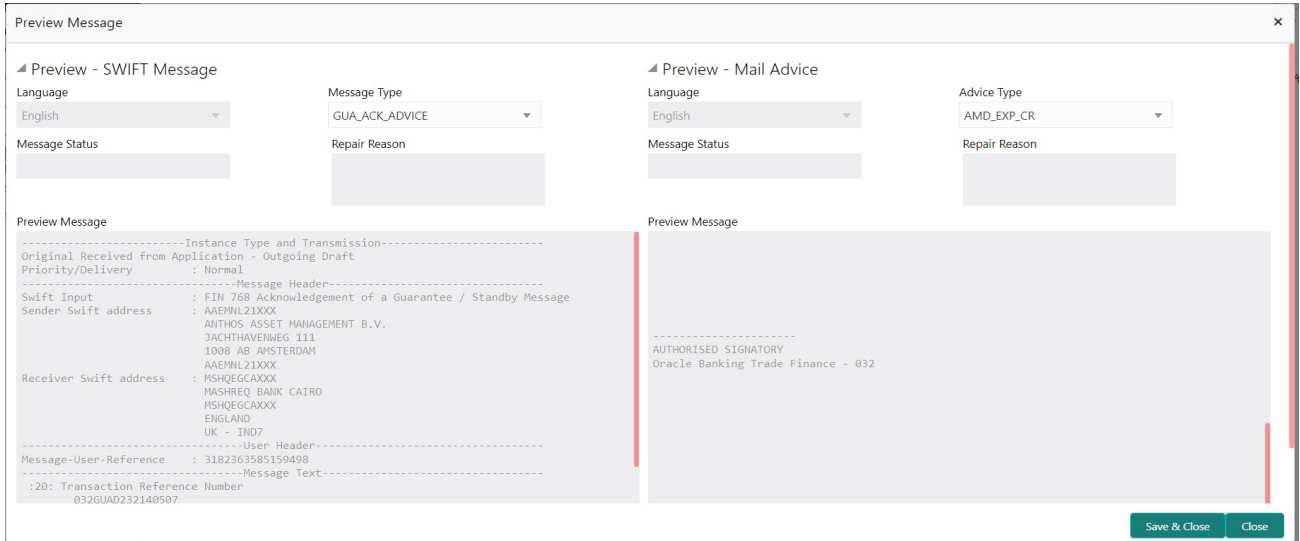 Preview Message
×
Preview - SWIFT Message
Language
Message Type
English
GUA_ACK_ADVICE
Message Status
Repair Reason
Preview Message
-------------------------Instance Type and Transmission-------------------------
Original Received from Application - Outgoing Draft
Priority/Delivery : Normal
---------------------------------Message Header---------------------------------
Swift Input : FIN 768 Acknowledgement of a Guarantee / Standby Message
Sender Swift address : AAEMNL21XXX
ANTHOS ASSET MANAGEMENT B.V.
JACHTHAVENWEG 111
1008 AB AMSTERDAM
AAEMNL21XXX
Receiver Swift address : MSHQEGCAXXX
MASHREQ BANK CAIRO
MSHQEGCAXXX
ENGLAND
UK - IND7
----------------------------------User Header-----------------------------------
Message-User-Reference : 3182363585159498
----------------------------------Message Text----------------------------------
:20: Transaction Reference Number
032GUAD232140507
Preview - Mail Advice
Language
Advice Type
English
AMD_EXP_CR
Message Status
Repair Reason
Preview Message
----------------------
AUTHORISED SIGNATORY
Oracle Banking Trade Finance - 032
Save & Close
Close